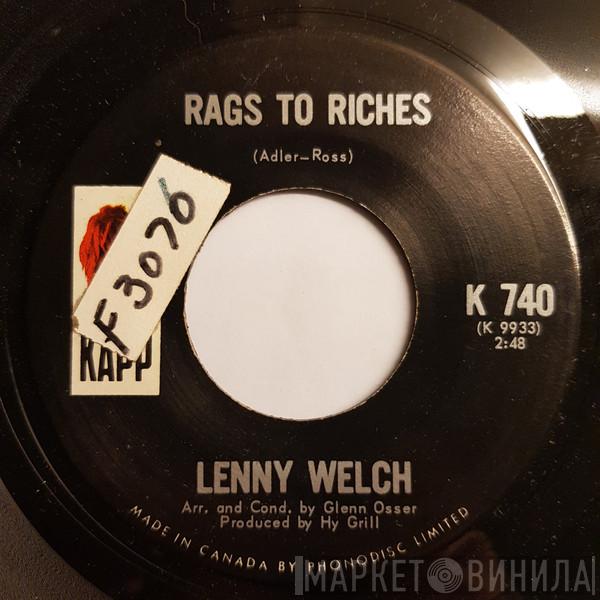 RAGS TO RICHES
(Adler—Ross)
F3070
KAPP
K 740
(K 9933)
2:48
LENNY WELCH
Arr. and Cond. by Glenn Osser
Produced by Hy Grill
MADE IN CANADA BY PHONODISC LIMITED
МАРКЕТ ВИНИЛА